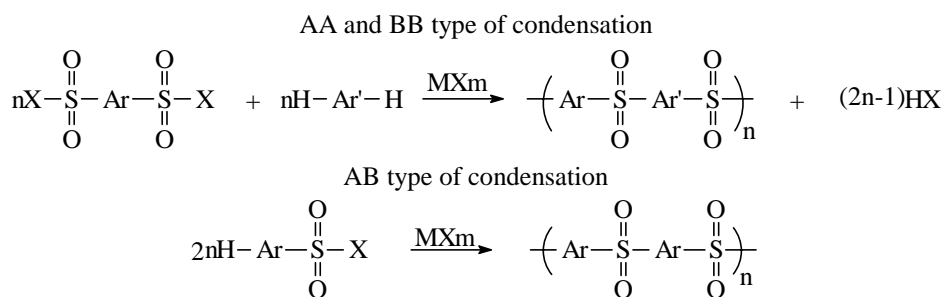 AA and BB type of condensation
O O O O
nX S Ar S X + nH Ar' H MXm Ar S Ar' S n + (2n-1)HX
O O O O
AB type of condensation
O O O
2nH Ar S X MXm Ar S Ar S n
O O O